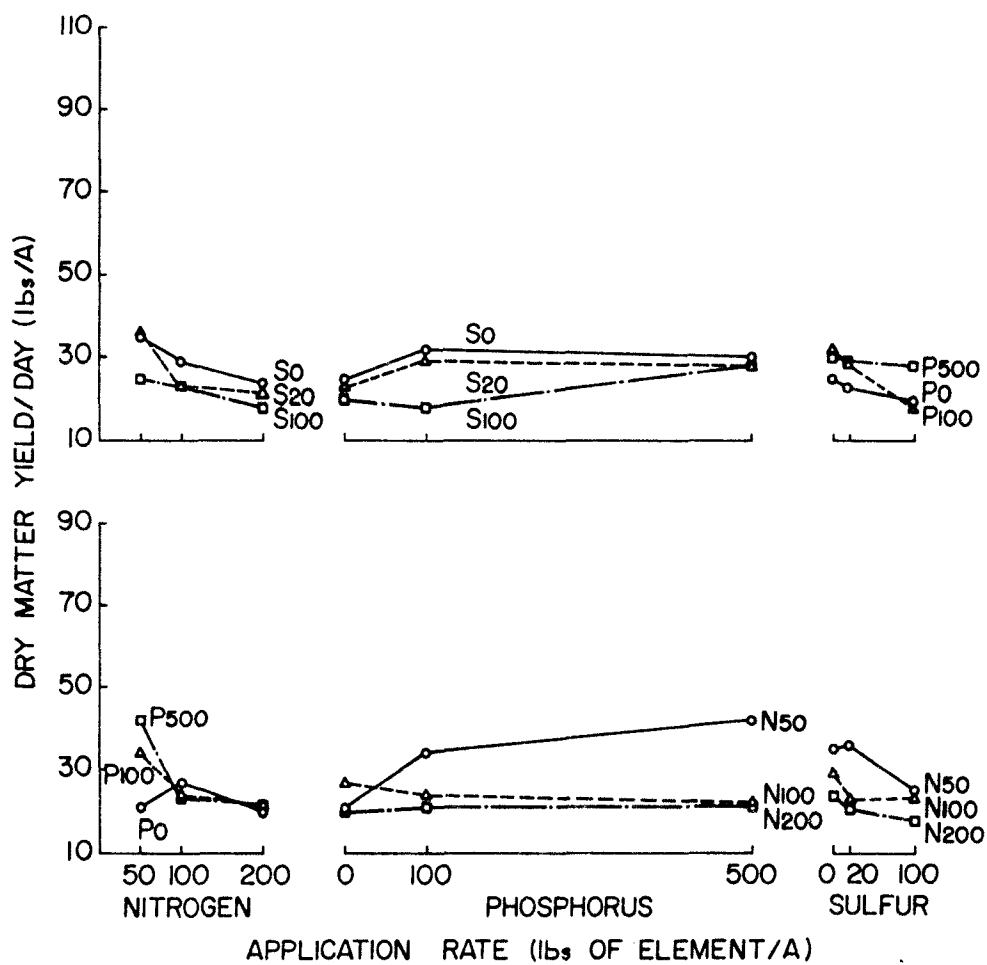 DRY MATTER YIELD/DAY (lbs/A)
110
90
70
50
30
10
S0
S20
S100
S0
S20
S100
P500
P0
P100
90
70
50
30
10
P500
P100
P0
N50
N100
N200
N50
N100
N200
50 100 200
0 100 500
0 20 100
NITROGEN PHOSPHORUS SULFUR
APPLICATION RATE (lbs OF ELEMENT/A)